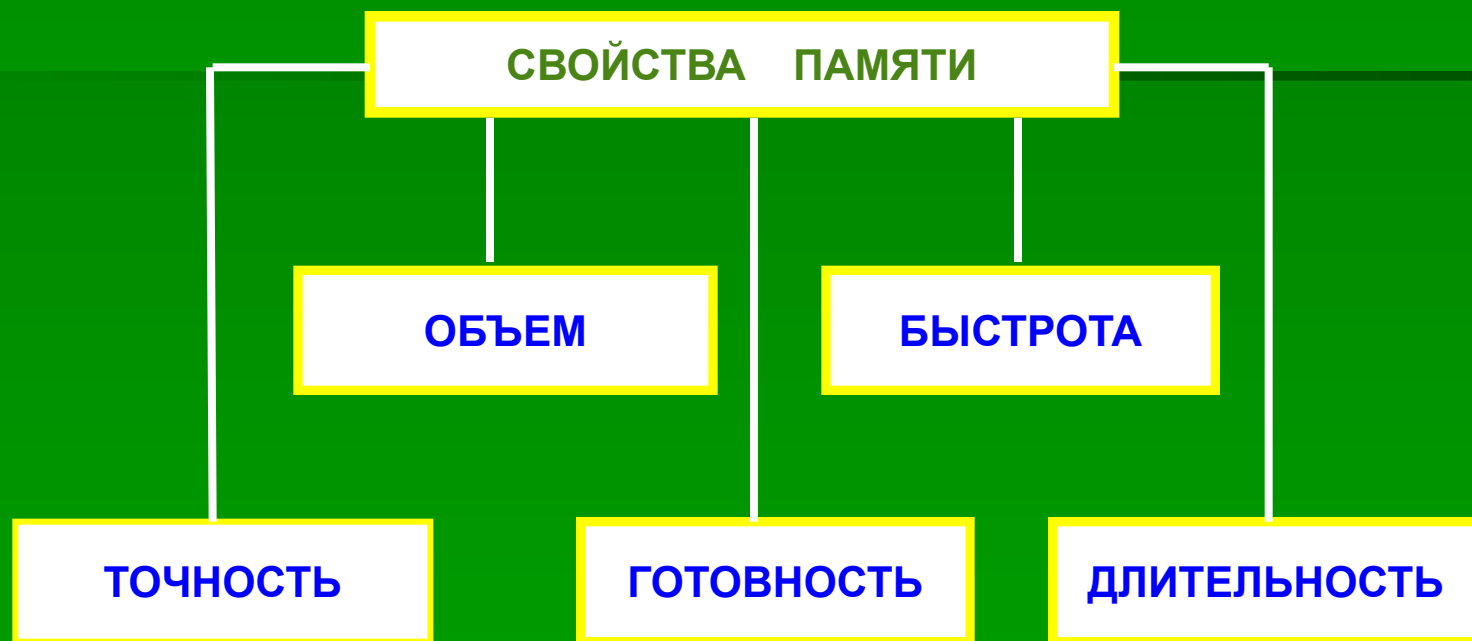 СВОЙСТВА ПАМЯТИ
ОБЪЕМ
БЫСТРОТА
ТОЧНОСТЬ
ГОТОВНОСТЬ
ДЛИТЕЛЬНОСТЬ